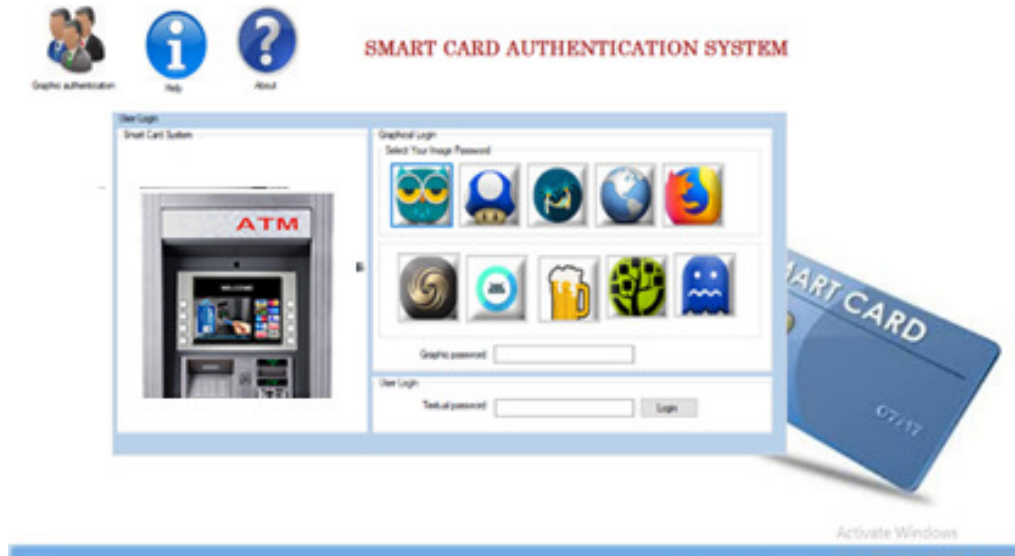 SMART CARD AUTHENTICATION SYSTEM
Graphic authentication
Help
About
User Login
Smart Card System
ATM
WELCOME
Graphical Login
Select Your Image Password
Graphic password
User Login
Textual password
Login
SMART CARD
07/17
Activate Windows